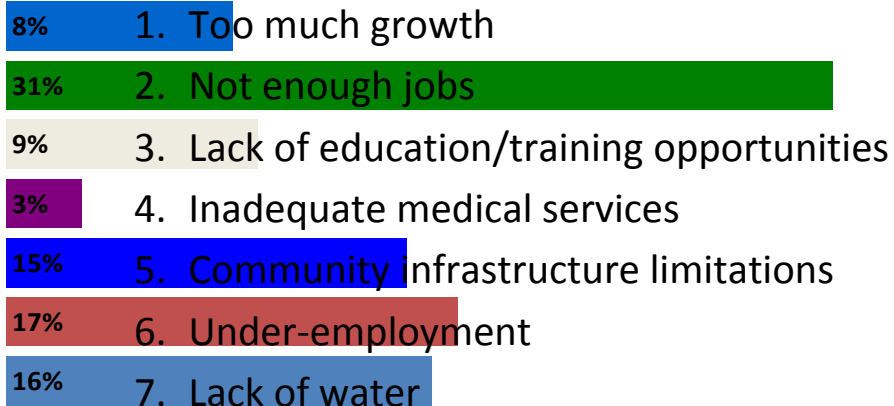 8% 1. Too much growth
31% 2. Not enough jobs
9% 3. Lack of education/training opportunities
3% 4. Inadequate medical services
15% 5. Community infrastructure limitations
17% 6. Under-employment
16% 7. Lack of water